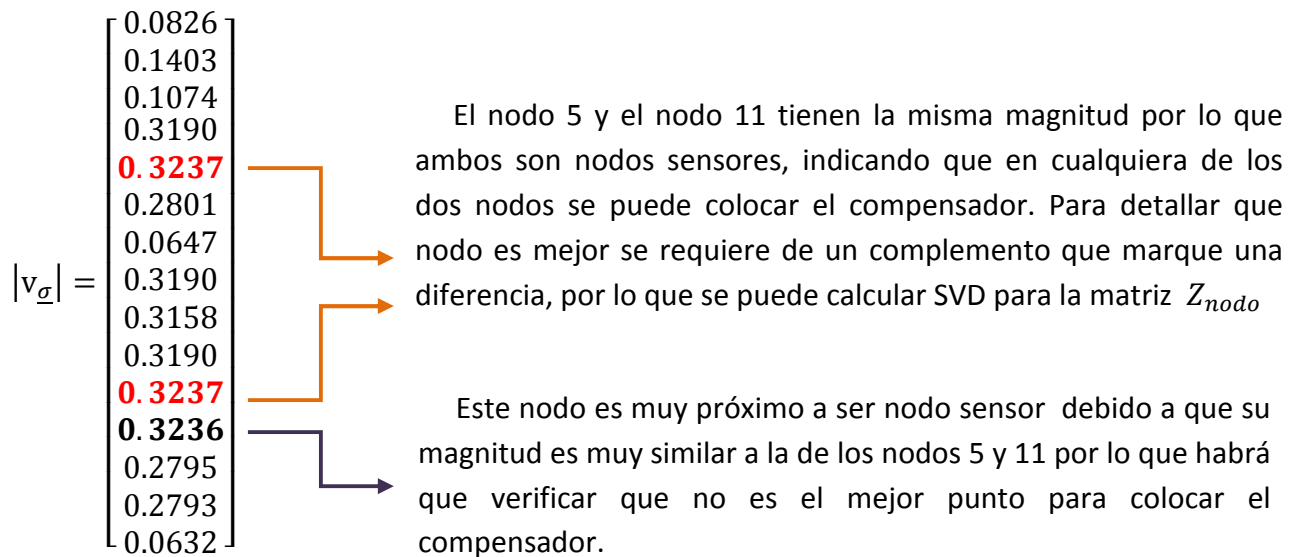 |v_σ| =
0.0826
0.1403
0.1074
0.3190
0.3237
0.2801
0.0647
0.3190
0.3158
0.3190
0.3237
0.3236
0.2795
0.2793
0.0632
El nodo 5 y el nodo 11 tienen la misma magnitud por lo que
ambos son nodos sensores, indicando que en cualquiera de los
dos nodos se puede colocar el compensador. Para detallar que
nodo es mejor se requiere de un complemento que marque una
diferencia, por lo que se puede calcular SVD para la matriz Z_nodo
Este nodo es muy próximo a ser nodo sensor debido a que su
magnitud es muy similar a la de los nodos 5 y 11 por lo que habrá
que verificar que no es el mejor punto para colocar el
compensador.